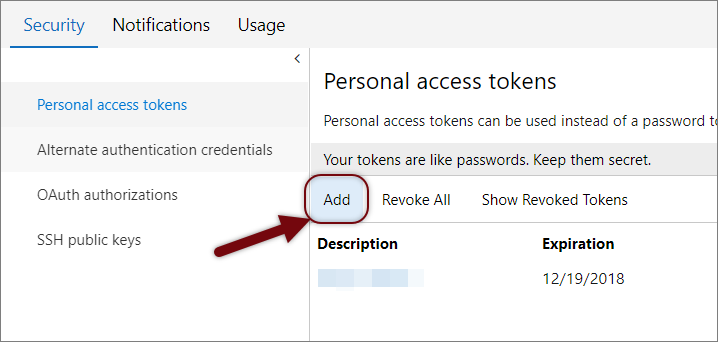 Security Notifications Usage
Personal access tokens
Alternate authentication credentials
OAuth authorizations
SSH public keys
Personal access tokens
Personal access tokens can be used instead of a password
Your tokens are like passwords. Keep them secret.
Add Revoke All Show Revoked Tokens
Description Expiration
12/19/2018